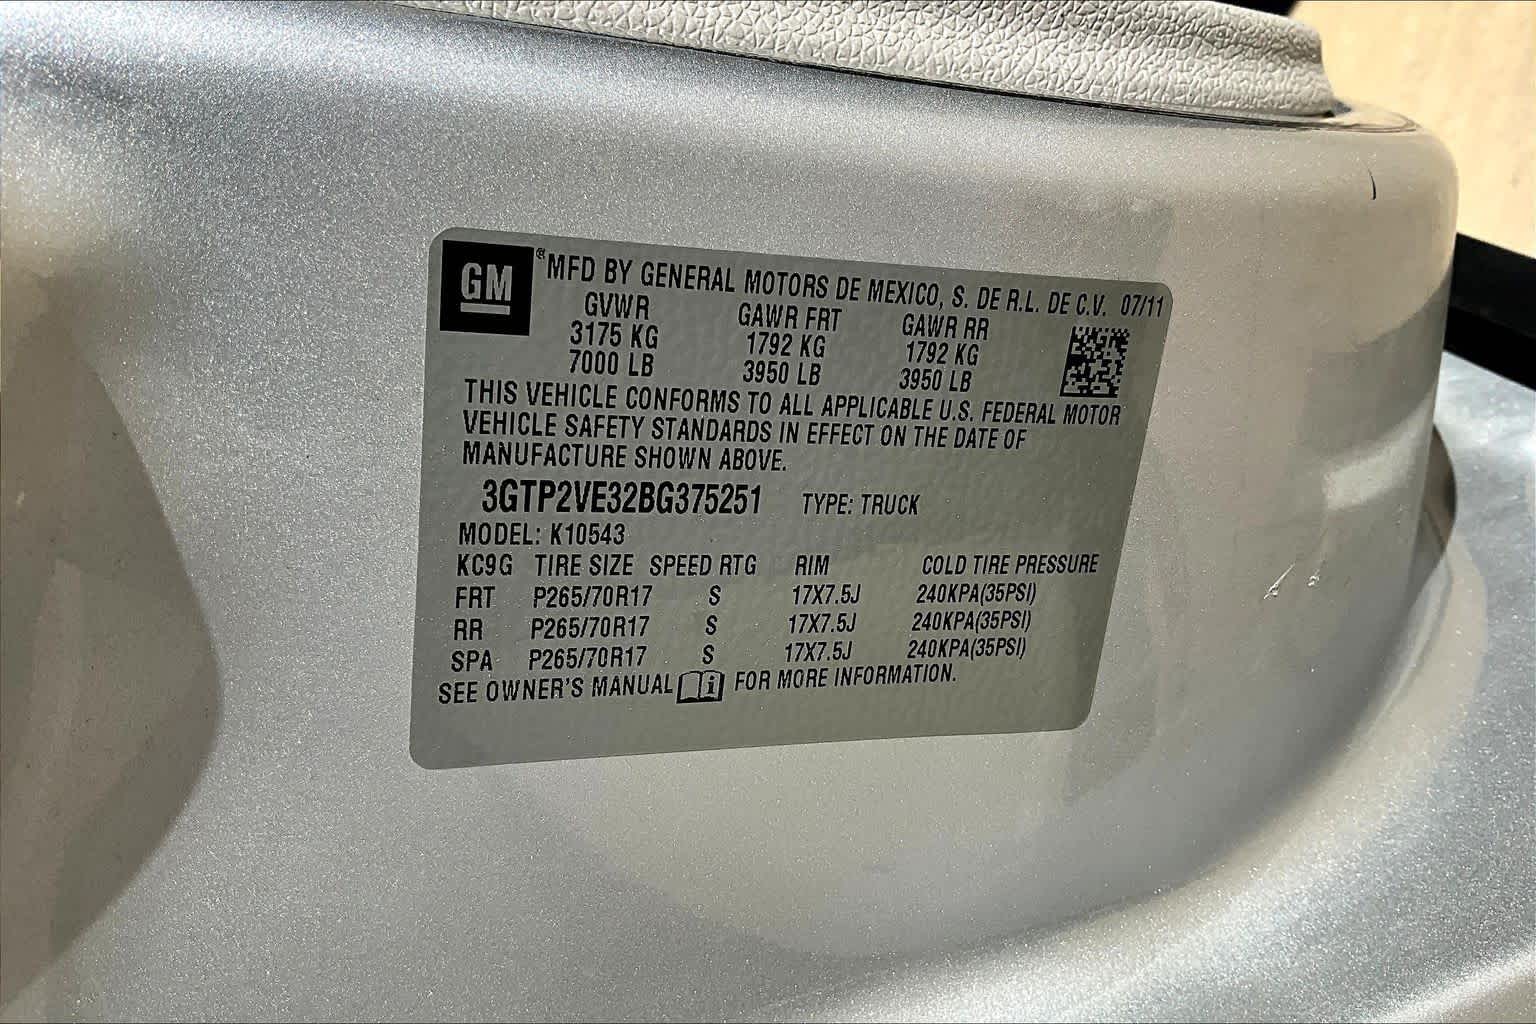 GM ® MFD BY GENERAL MOTORS DE MEXICO, S. DE R.L. DE C.V. 07/11
GVWR GAWR FRT GAWR RR
3175 KG 1792 KG 1792 KG
7000 LB 3950 LB 3950 LB
THIS VEHICLE CONFORMS TO ALL APPLICABLE U.S. FEDERAL MOTOR
VEHICLE SAFETY STANDARDS IN EFFECT ON THE DATE OF
MANUFACTURE SHOWN ABOVE.
3GTP2VE32BG375251 TYPE: TRUCK
MODEL: K10543
KC9G TIRE SIZE SPEED RTG RIM COLD TIRE PRESSURE
FRT P265/70R17 S 17X7.5J 240KPA(35PSI)
RR P265/70R17 S 17X7.5J 240KPA(35PSI)
SPA P265/70R17 S 17X7.5J 240KPA(35PSI)
SEE OWNER'S MANUAL FOR MORE INFORMATION.